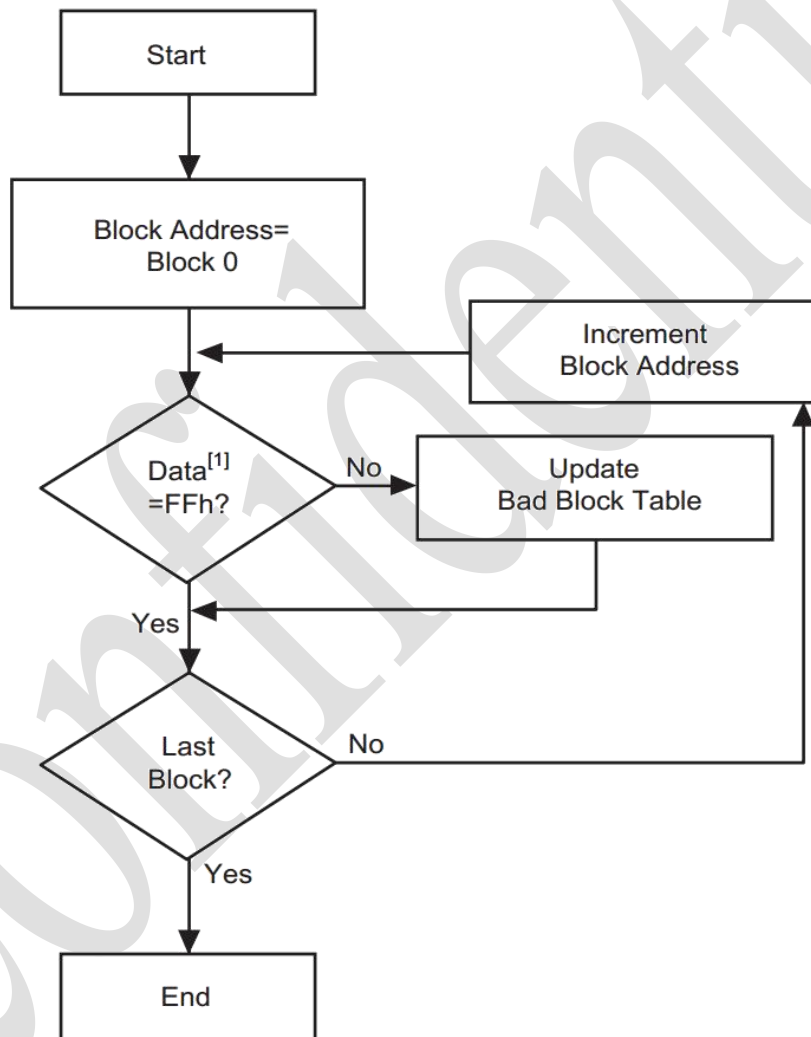 Start
Block Address=
Block 0
Increment
Block Address
Data[1]
=FFh?
No
Update
Bad Block Table
Yes
Last
Block?
No
Yes
End